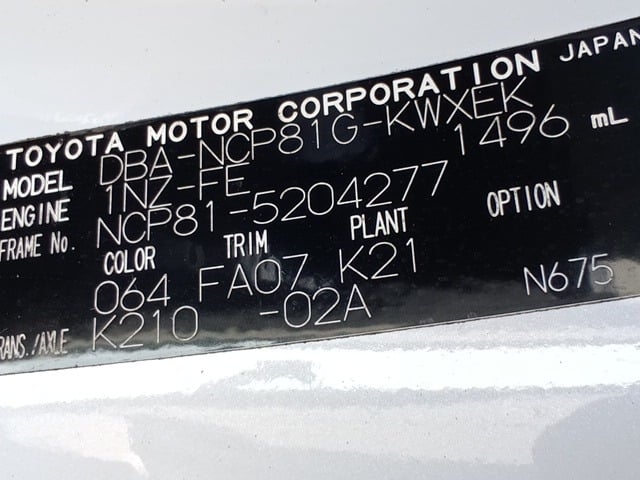 TOYOTA MOTOR CORPORATION JAPAN
MODEL DBA-NCP81G-KWXEK
ENGINE 1NZ-FE 1496 mL
FRAME No. NCP81-5204277
COLOR TRIM PLANT OPTION
064 FA07 K21
RANS./AXLE K210 -02A N675